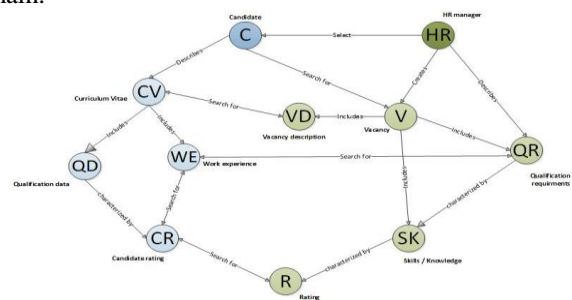 Candidate
HR manager
C
HR
Select
Describes
Search for
Creates
Describes
CV
Curriculum Vitae
Search for
VD
Vacancy description
Includes
V
Vacancy
Includes
Includes
Includes
QD
Qualification data
WE
Work experience
Search for
QR
Qualification
requirments
characterized by
Search for
Includes
characterized by
CR
Candidate rating
SK
Skills / Knowledge
Search for
characterized by
R
Rating